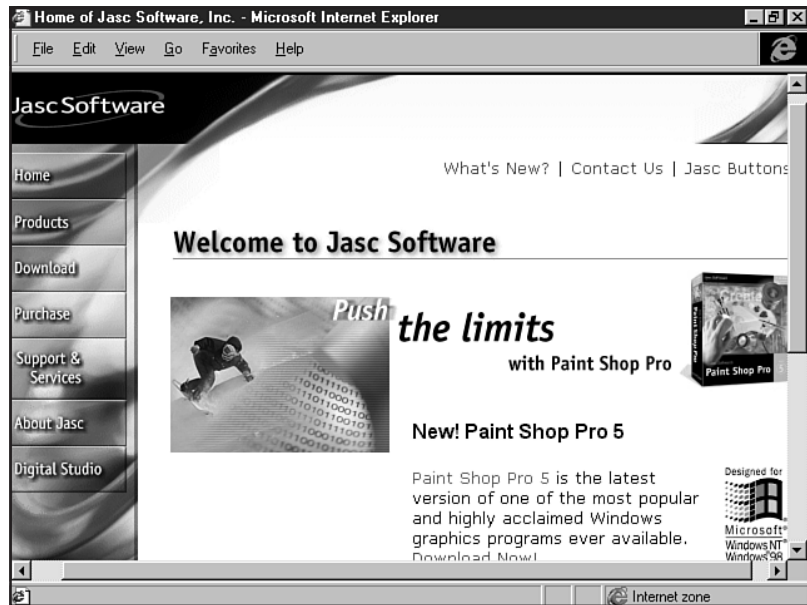 Home of Jasc Software, Inc. - Microsoft Internet Explorer
File Edit View Go Favorites Help
Jasc Software
What's New? | Contact Us | Jasc Buttons
Home
Products
Download
Purchase
Support &
Services
About Jasc
Digital Studio
Welcome to Jasc Software
Push
the limits
with Paint Shop Pro
Paint Shop Pro 5
New! Paint Shop Pro 5
Paint Shop Pro 5 is the latest
version of one of the most popular
and highly acclaimed Windows
graphics programs ever available.
Download Now!
Designed for
Microsoft®
Windows NT®
Windows 98
Internet zone